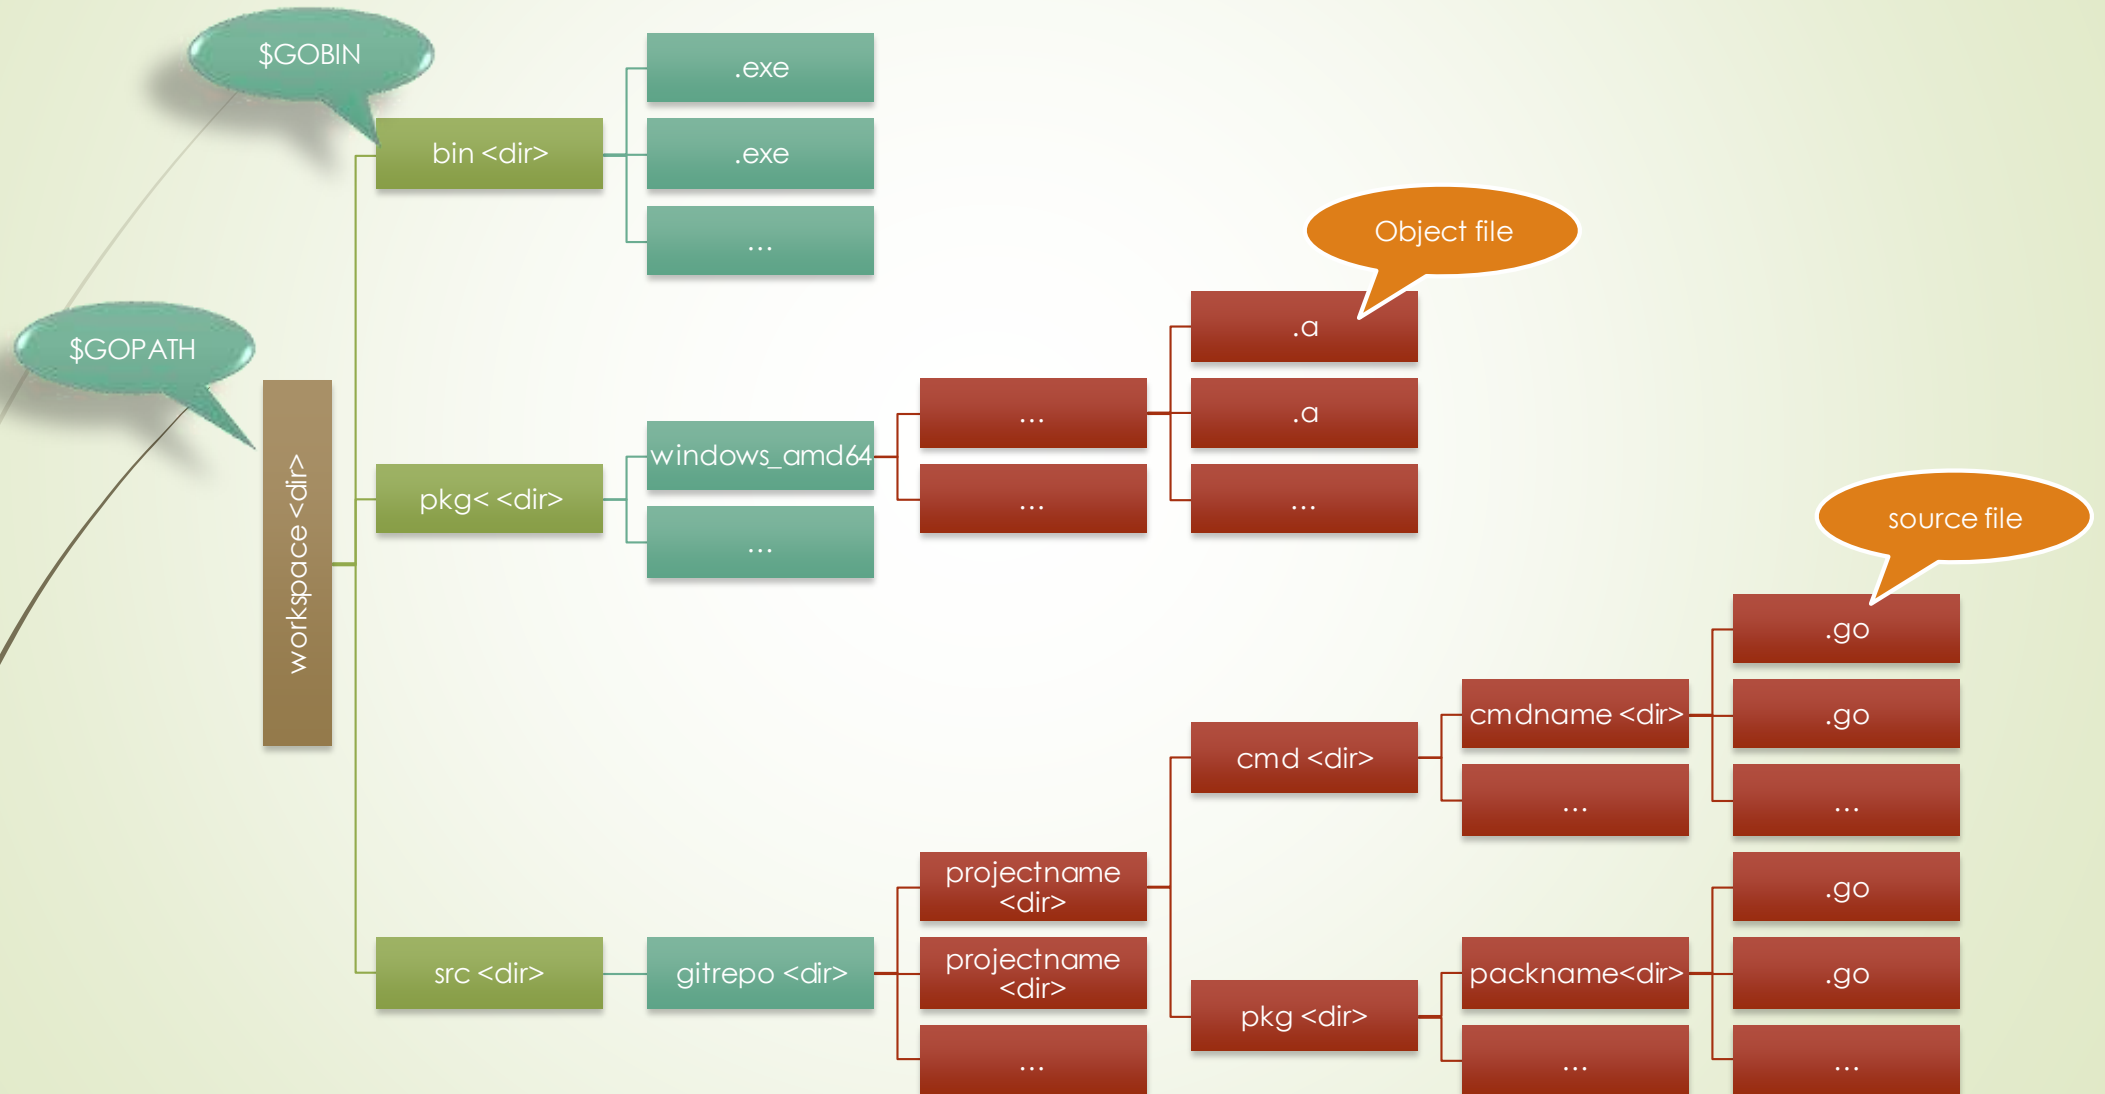 $GOBIN
.exe
bin <dir>
.exe
...
Object file
$GOPATH
.a
workspace <dir>
pkg< <dir>
windows_amd64
...
...
.a
...
...
...
source file
.go
cmd <dir>
cmdname <dir>
.go
...
...
src <dir>
gitrepo <dir>
projectname
<dir>
projectname
<dir>
...
pkg <dir>
packname<dir>
...
.go
.go
...